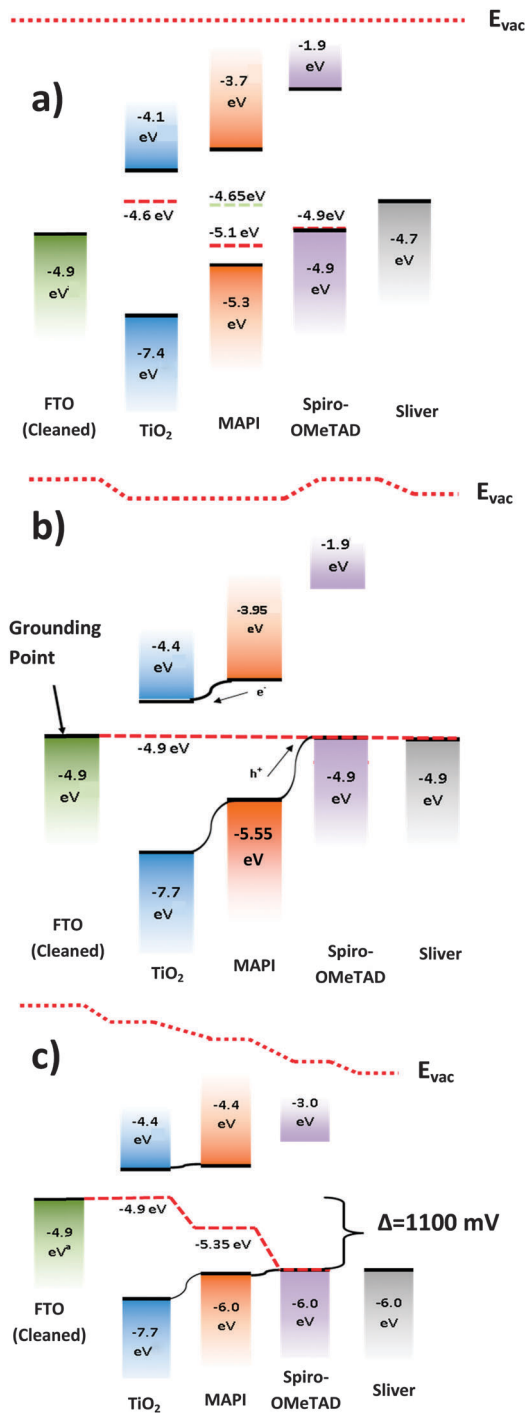 E_vac
a)
-1.9
eV
-3.7
eV
-4.1
eV
-4.65eV
-4.6 eV
-5.1 eV
-4.9eV
-4.9
eV
-7.4
eV
-5.3
eV
-4.9
eV
-4.7
eV
FTO
(Cleaned)
TiO₂
MAPI
Spiro-
OMeTAD
Sliver
E_vac
b)
-1.9
eV
-3.95
eV
-4.4
eV
Grounding
Point
e⁻
-4.9 eV
h⁺
-4.9
eV
-7.7
eV
-5.55
eV
-4.9
eV
-4.9
eV
FTO
(Cleaned)
TiO₂
MAPI
Spiro-
OMeTAD
Sliver
E_vac
c)
-4.4
eV
-4.4
eV
-3.0
eV
-4.9 eV
-5.35 eV
Δ=1100 mV
-4.9
eVᵃ
-7.7
eV
-6.0
eV
-6.0
eV
-6.0
eV
FTO
(Cleaned)
TiO₂
MAPI
Spiro-
OMeTAD
Sliver